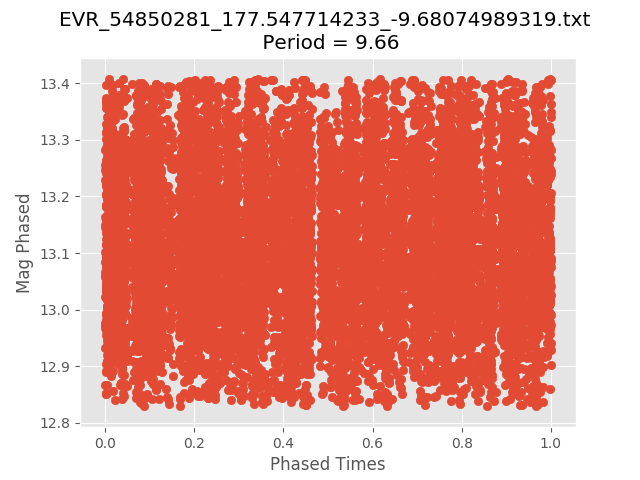 EVR_54850281_177.547714233_-9.68074989319.txt
Period = 9.66
13.4
13.3
13.2
13.1
13.0
12.9
12.8
Mag Phased
0.0 0.2 0.4 0.6 0.8 1.0
Phased Times